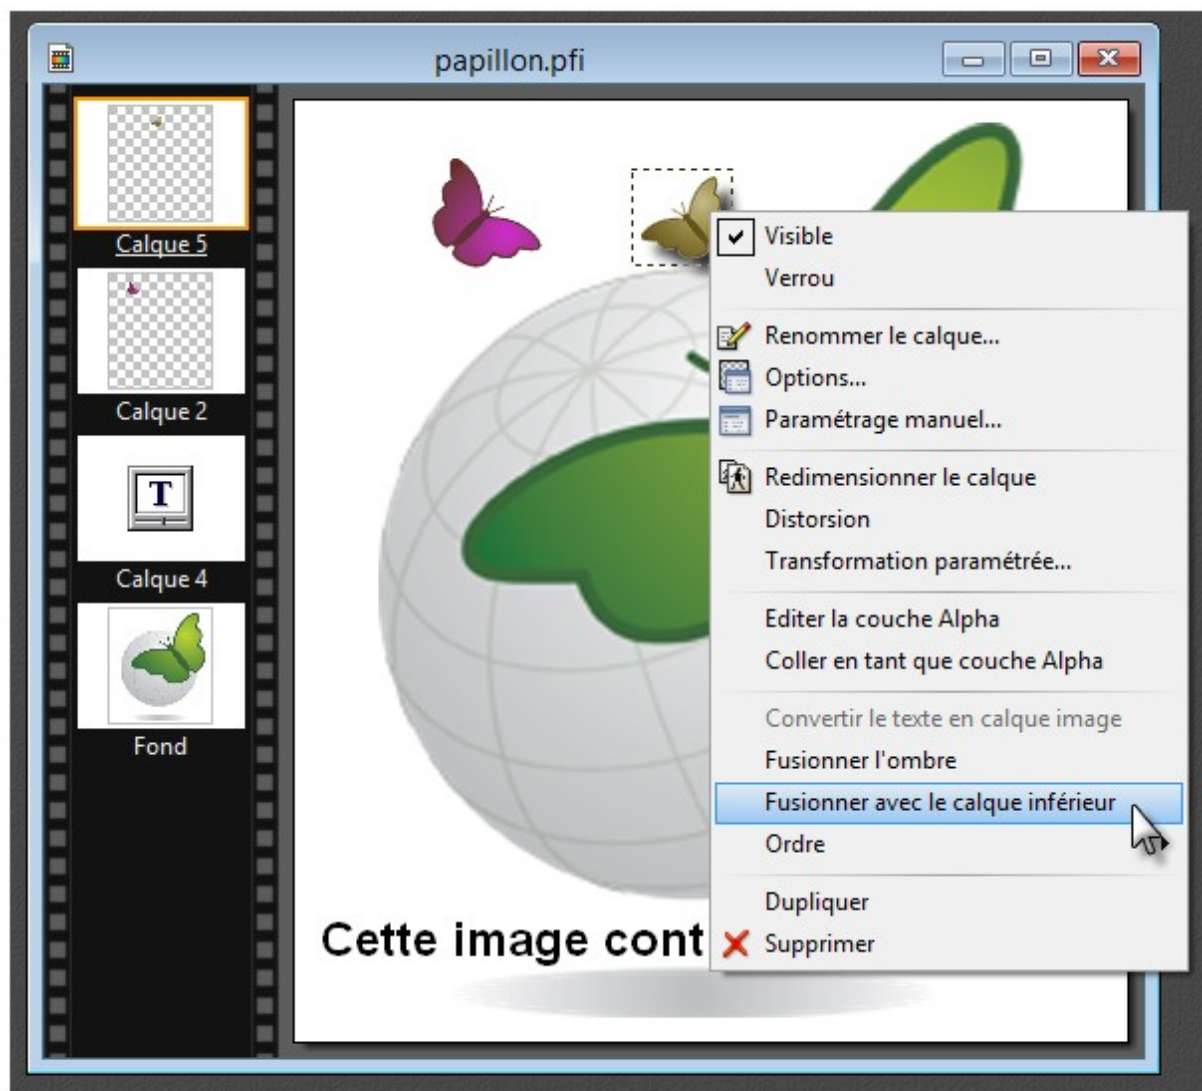 papillon.pfi
Calque 5
Calque 2
T
Calque 4
Fond
Visible
Verrou
Renommer le calque...
Options...
Paramétrage manuel...
Redimensionner le calque
Distorsion
Transformation paramétrée...
Editer la couche Alpha
Coller en tant que couche Alpha
Convertir le texte en calque image
Fusionner l'ombre
Fusionner avec le calque inférieur
Ordre
Dupliquer
Supprimer
Cette image cont